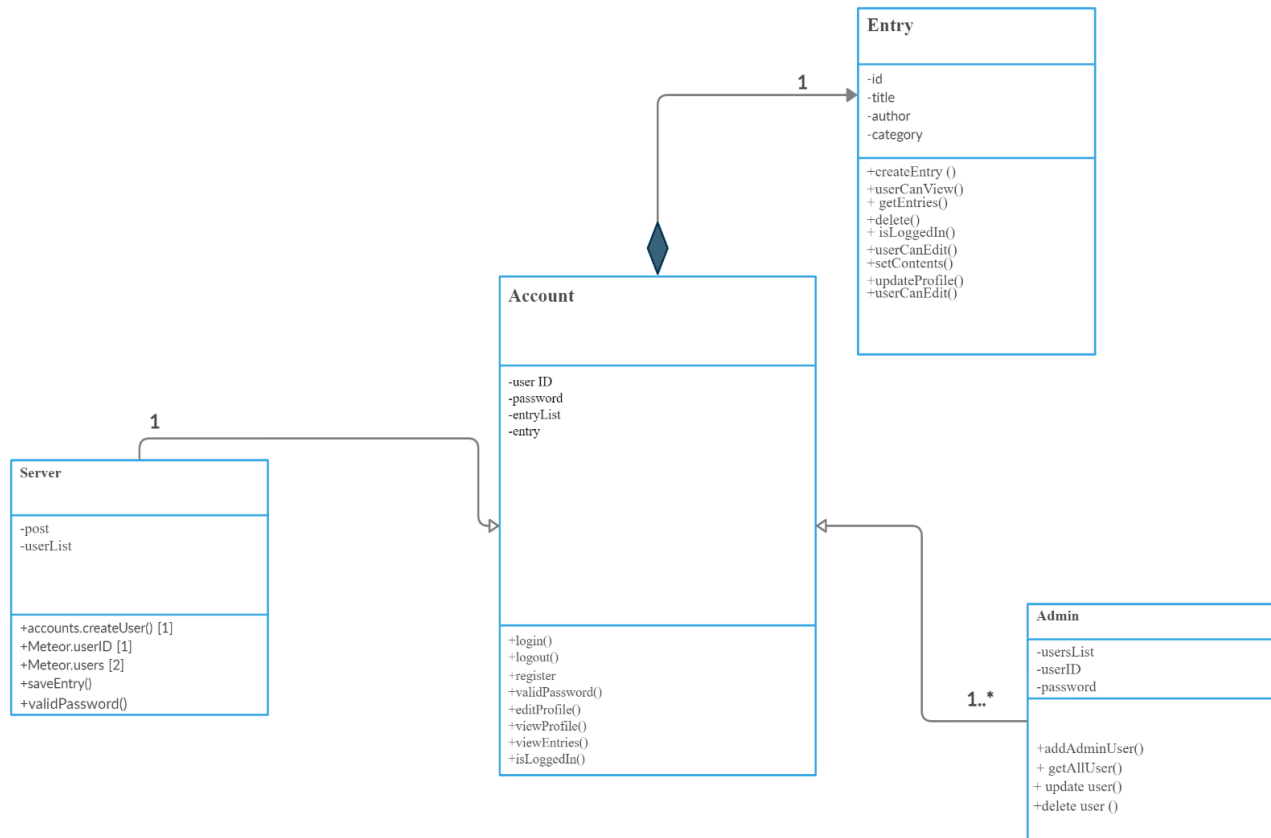 Entry
-id
-title
-author
-category
+createEntry ()
+userCanView()
+ getEntries()
+delete()
+ isLoggedIn()
+userCanEdit()
+setContents()
+updateProfile()
+userCanEdit()
1
Account
-user ID
-password
-entryList
-entry
+login()
+logout()
+register
+validPassword()
+editProfile()
+viewProfile()
+viewEntries()
+isLoggedIn()
1
Server
-post
-userList
+accounts.createUser() [1]
+Meteor.userID [1]
+Meteor.users [2]
+saveEntry()
+validPassword()
1..*
Admin
-usersList
-userID
-password
+addAdminUser()
+ getAllUser()
+ update user()
+delete user ()